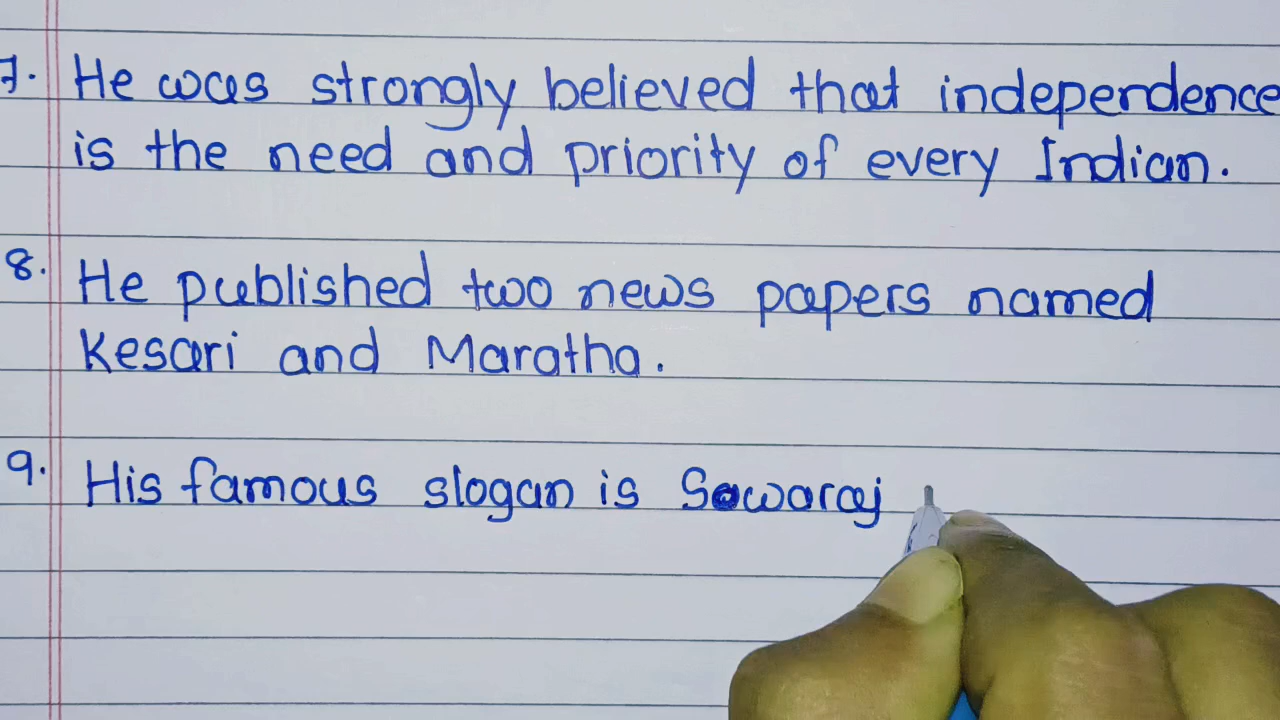 7. He was strongly believed that independence
is the need and priority of every Indian.
8. He published two news papers named
Kesari and Maratha.
9. His famous slogan is Sowaraj